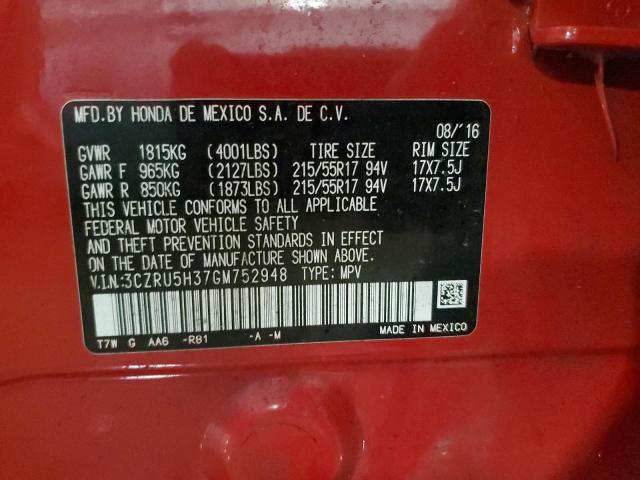 MFD.BY HONDA DE MEXICO S.A. DE C.V.
08/'16
GVWR 1815KG (4001LBS) TIRE SIZE RIM SIZE
GAWR F 965KG (2127LBS) 215/55R17 94V 17X7.5J
GAWR R 850KG (1873LBS) 215/55R17 94V 17X7.5J
THIS VEHICLE CONFORMS TO ALL APPLICABLE
FEDERAL MOTOR VEHICLE SAFETY
AND THEFT PREVENTION STANDARDS IN
EFFECT ON THE DATE OF
MANUFACTURE SHOWN ABOVE.
V.I.N.:3CZRU5H37GM752948 TYPE: MPV
T7W G AA6 -R81 -A -M
MADE IN MEXICO